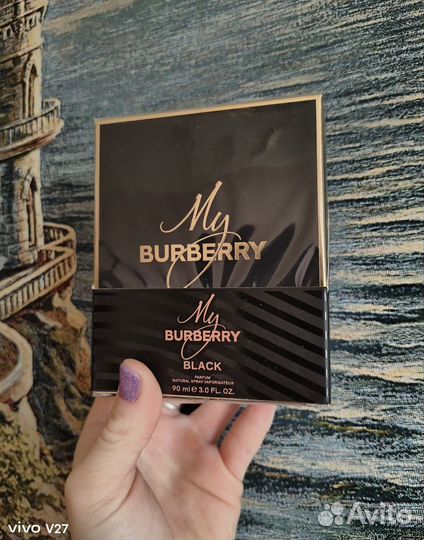 My
BURBERRY
My
BURBERRY
BLACK
PARFUM
NATURAL SPRAY VAPORISATEUR
90 ml ℮ 3.0 FL. OZ.
vivo V27
Avito